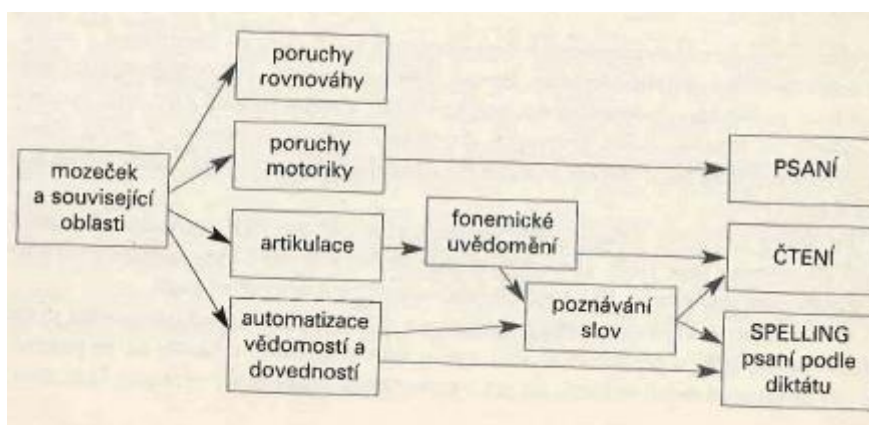 poruchy
rovnováhy
poruchy
motoriky
PSANÍ
mozeček
a související
oblasti
fonemické
uvědomění
artikulace
ČTENÍ
poznávání
slov
automatizace
vědomostí a
dovedností
SPELLING
psaní podle
diktátu